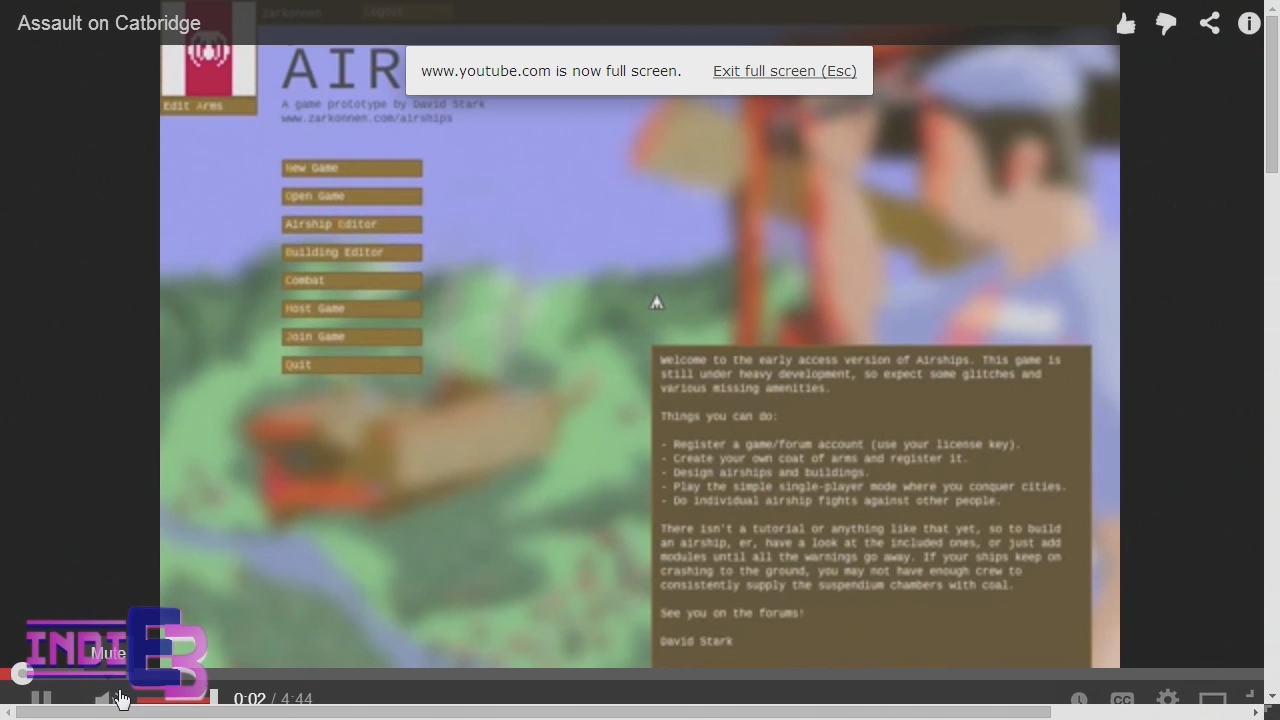 Assault on Catbridge
zarkonnen
Logout
www.youtube.com is now full screen.
Exit full screen (Esc)
AIR
Edit Arms
A game prototype by David Stark
www.zarkonnen.com/airships
New Game
Open Game
Airship Editor
Building Editor
Combat
Host Game
Join Game
Quit
Welcome to the early access version of Airships. This game is
still under heavy development, so expect some glitches and
various missing amenities.
Things you can do:
- Register a game/forum account (use your license key).
- Create your own coat of arms and register it.
- Design airships and buildings.
- Play the simple single-player mode where you conquer cities.
- Do individual airship fights against other people.
There isn't a tutorial or anything like that yet, so to build
an airship, er, have a look at the included ones, or just add
modules until all the warnings go away. If your ships keep on
crashing to the ground, you may not have enough crew to
consistently supply the suspendium chambers with coal.
See you on the forums!
David Stark
INDIE3
Mute
0:02 / 4:44
CC